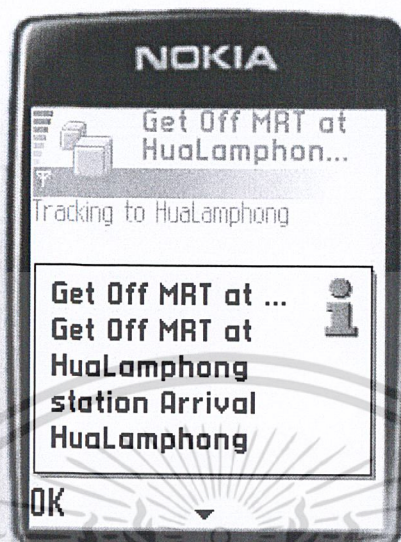 NOKIA
Get Off MRT at
HuaLamphon...
Tracking to HuaLamphong
Get Off MRT at ...
Get Off MRT at
HuaLamphong
station Arrival
HuaLamphong
OK